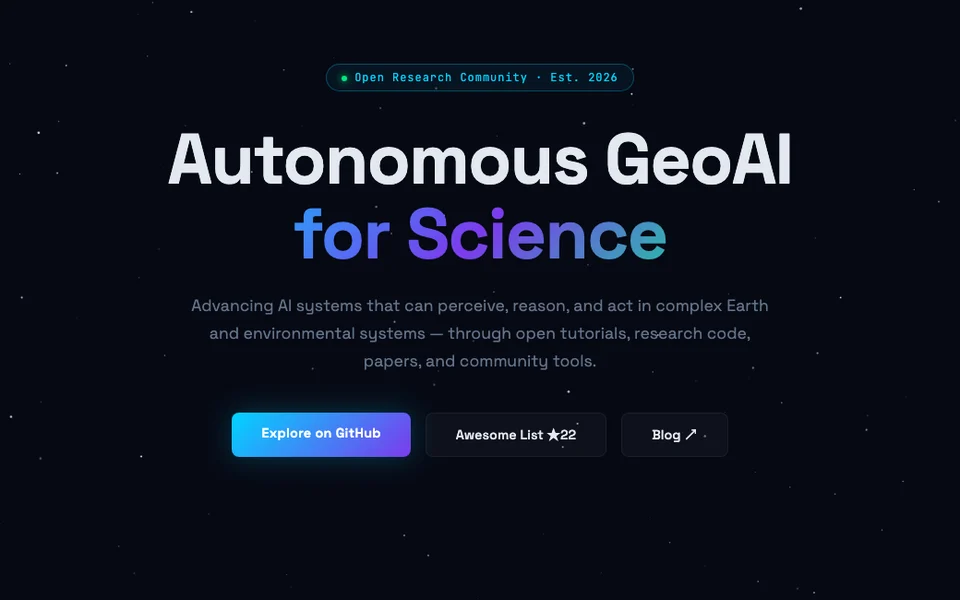 Open Research Community · Est. 2026
Autonomous GeoAI
for Science
Advancing AI systems that can perceive, reason, and act in complex Earth
and environmental systems — through open tutorials, research code,
papers, and community tools.
Explore on GitHub
Awesome List ★22
Blog ↗